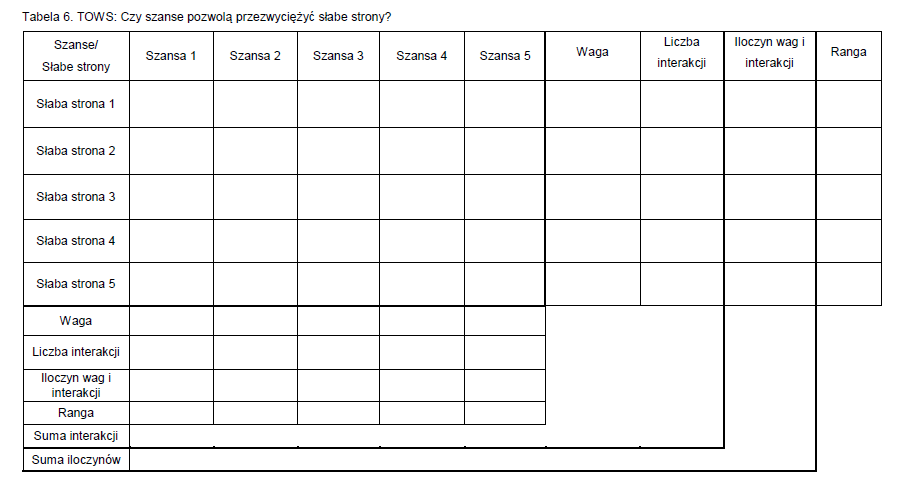 Tabela 6. TOWS: Czy szanse pozwolą przezwyciężyć słabe strony?
Szanse/
Słabe strony
Szansa 1
Szansa 2
Szansa 3
Szansa 4
Szansa 5
Waga
Liczba
interakcji
Iloczyn wag i
interakcji
Ranga
Słaba strona 1
Słaba strona 2
Słaba strona 3
Słaba strona 4
Słaba strona 5
Waga
Liczba interakcji
Iloczyn wag i
interakcji
Ranga
Suma interakcji
Suma iloczynów